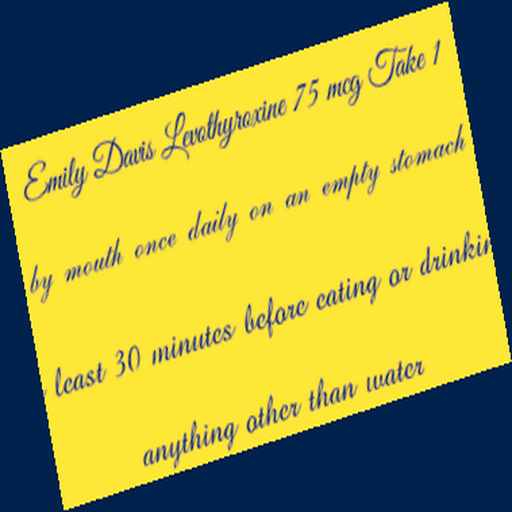 Emily Davis Levothyroxine 75 mcg Take 1
by mouth once daily on an empty stomach
least 30 minutes before eating or drinkin
anything other than water